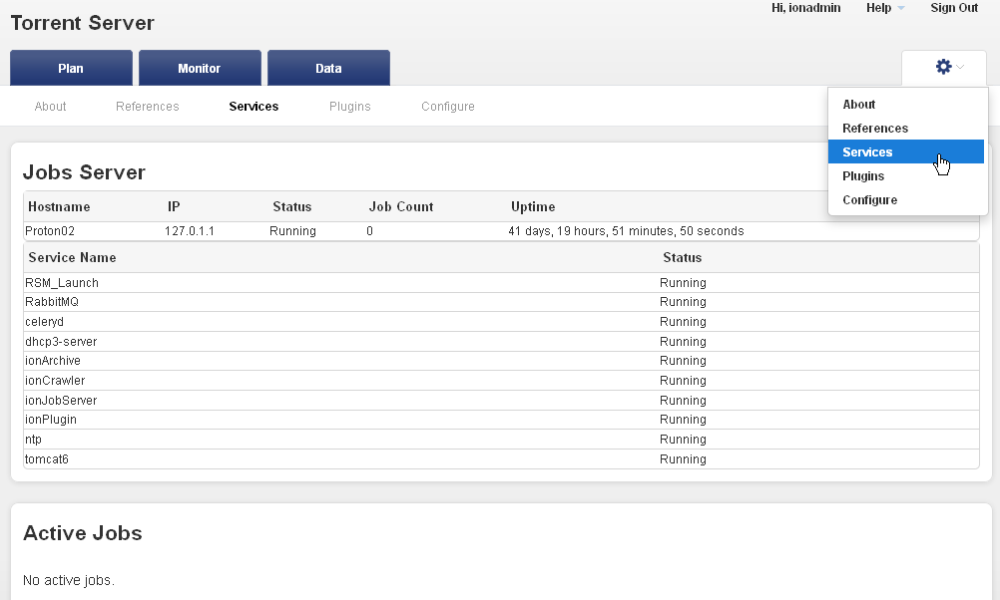 Hi, ionadmin Help Sign Out
Torrent Server
Plan Monitor Data
About References Services Plugins Configure
About
References
Services
Plugins
Configure
Jobs Server
Hostname IP Status Job Count Uptime
Proton02 127.0.1.1 Running 0 41 days, 19 hours, 51 minutes, 50 seconds
Service Name Status
RSM_Launch Running
RabbitMQ Running
celeryd Running
dhcp3-server Running
ionArchive Running
ionCrawler Running
ionJobServer Running
ionPlugin Running
ntp Running
tomcat6 Running
Active Jobs
No active jobs.